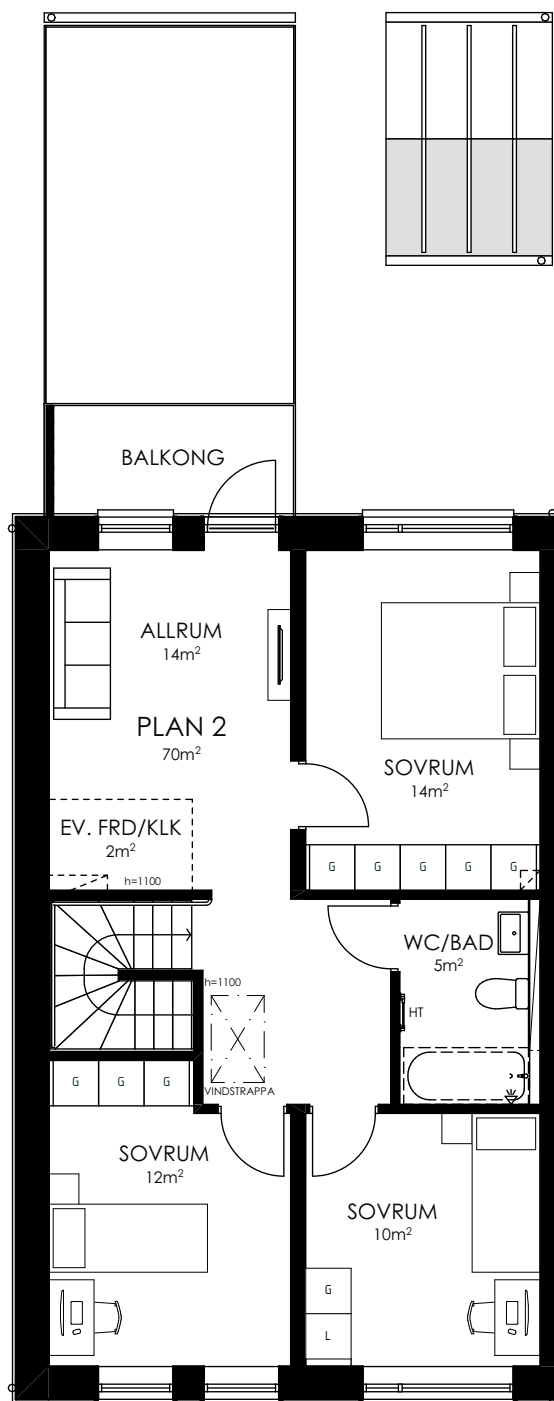 BALKONG
ALLRUM
14m²
PLAN 2
70m²
SOVRUM
14m²
EV. FRD/KLK
2m²
h=1100
G G G G G
WC/BAD
5m²
h=1100
HT
VINDSTRAPPA
G G G
SOVRUM
12m²
SOVRUM
10m²
G
L